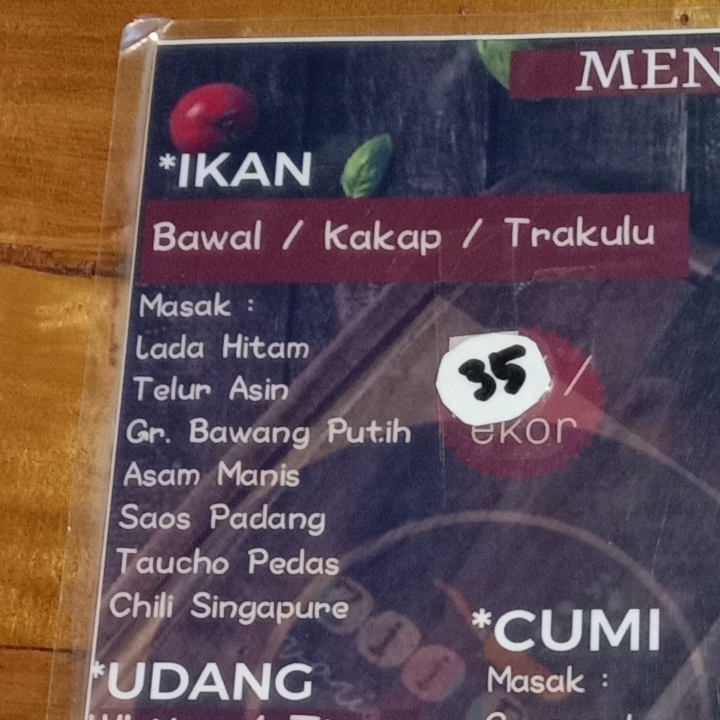 MEN
*IKAN
Bawal / Kakap / Trakulu
Masak :
Lada Hitam
Telur Asin
Gr. Bawang Putih
Asam Manis
Saos Padang
Taucho Pedas
Chili Singapure
35 /
ekor
*UDANG
*CUMI
Masak :